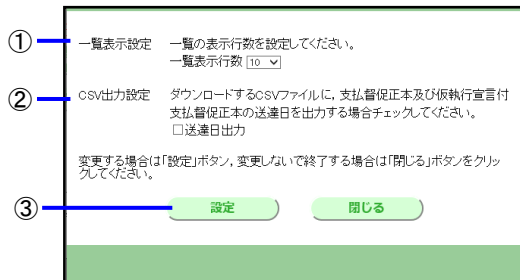 ① 一覧表示設定 一覧の表示行数を設定してください。
一覧表示行数 10
② CSV出力設定 ダウンロードするCSVファイルに，支払督促正本及び仮執行宣言付
支払督促正本の送達日を出力する場合チェックしてください。
□送達日出力
変更する場合は「設定」ボタン，変更しないで終了する場合は「閉じる」ボタンをクリッ
クしてください。
③ 設定 閉じる